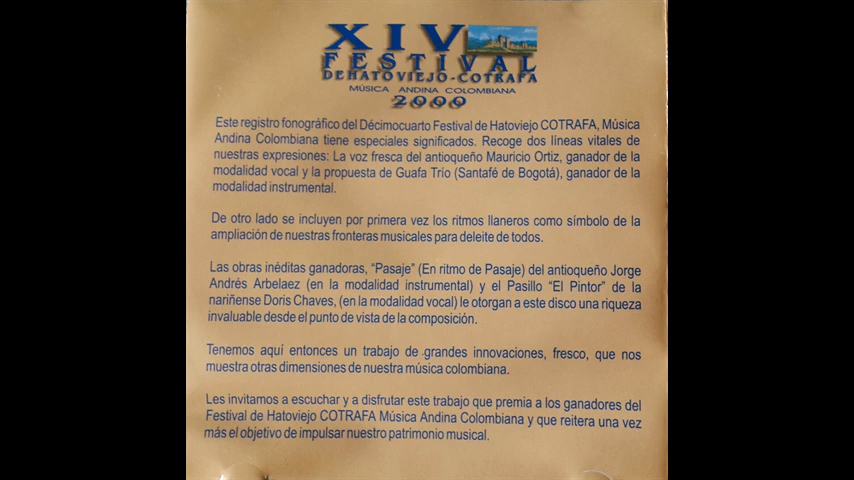 XIV
FESTIVAL
DE HATOVIEJO-COTRAFA
MÚSICA ANDINA COLOMBIANA
2000
Este registro fonográfico del Décimocuarto Festival de Hatoviejo COTRAFA, Música
Andina Colombiana tiene especiales significados. Recoge dos líneas vitales de
nuestras expresiones: La voz fresca del antioqueño Mauricio Ortiz, ganador de la
modalidad vocal y la propuesta de Guafa Trío (Santafé de Bogotá), ganador de la
modalidad instrumental.
De otro lado se incluyen por primera vez los ritmos llaneros como símbolo de la
ampliación de nuestras fronteras musicales para deleite de todos.
Las obras inéditas ganadoras, “Pasaje” (En ritmo de Pasaje) del antioqueño Jorge
Andrés Arbelaez (en la modalidad instrumental) y el Pasillo “El Pintor” de la
nariñense Doris Chaves, (en la modalidad vocal) le otorgan a este disco una riqueza
invaluable desde el punto de vista de la composición.
Tenemos aquí entonces un trabajo de grandes innovaciones, fresco, que nos
muestra otras dimensiones de nuestra música colombiana.
Les invitamos a escuchar y a disfrutar este trabajo que premia a los ganadores del
Festival de Hatoviejo COTRAFA Música Andina Colombiana y que reitera una vez
más el objetivo de impulsar nuestro patrimonio musical.